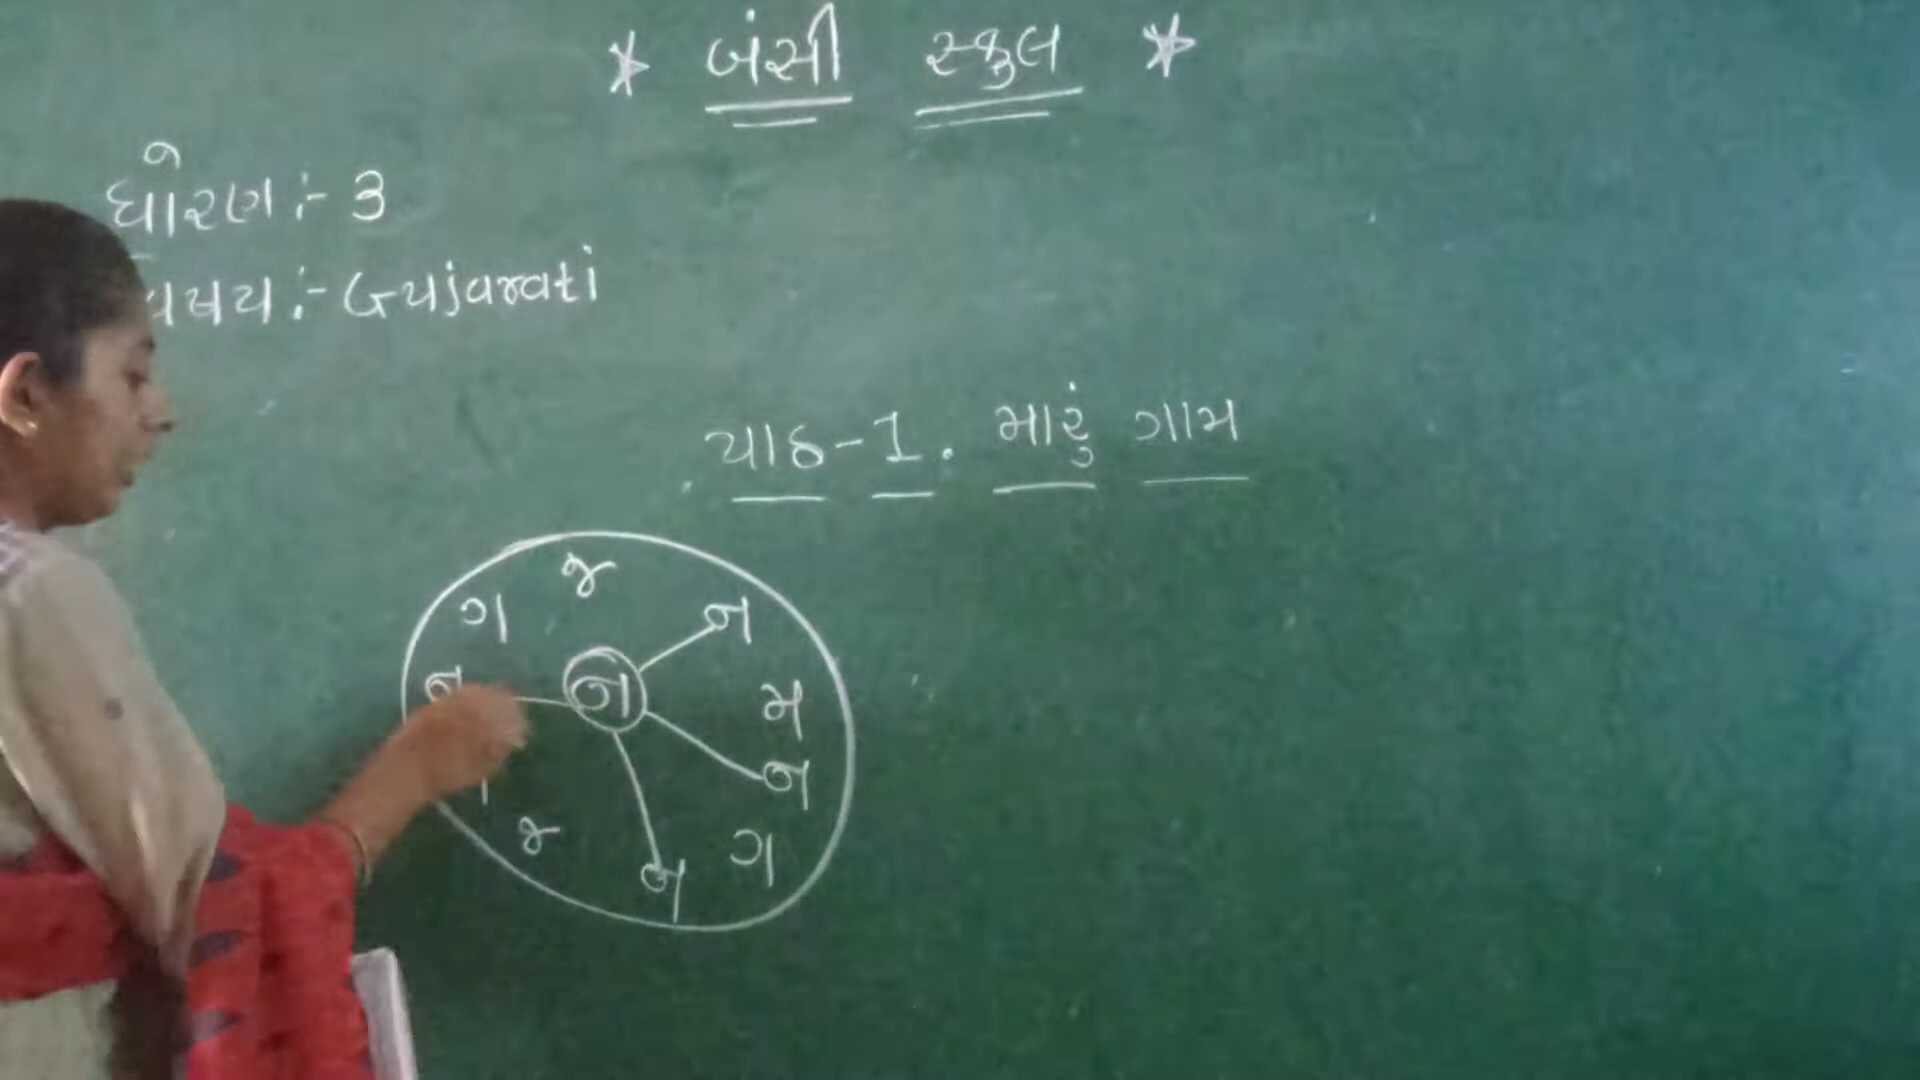 * બંસી સ્કુલ *
ધોરણ :- 3
વિષય :- Gujarati
પાઠ - 1. મારું ગામ
જ
ગ બ
બ બ મ
બ
જ ગ
બ